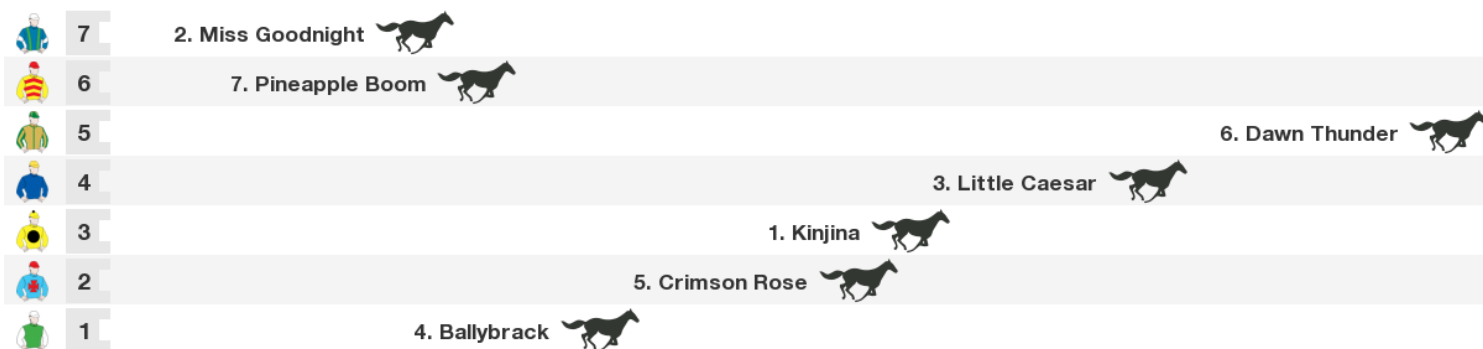 7 2. Miss Goodnight
6 7. Pineapple Boom
5 6. Dawn Thunder
4 3. Little Caesar
3 1. Kinjina
2 5. Crimson Rose
1 4. Ballybrack